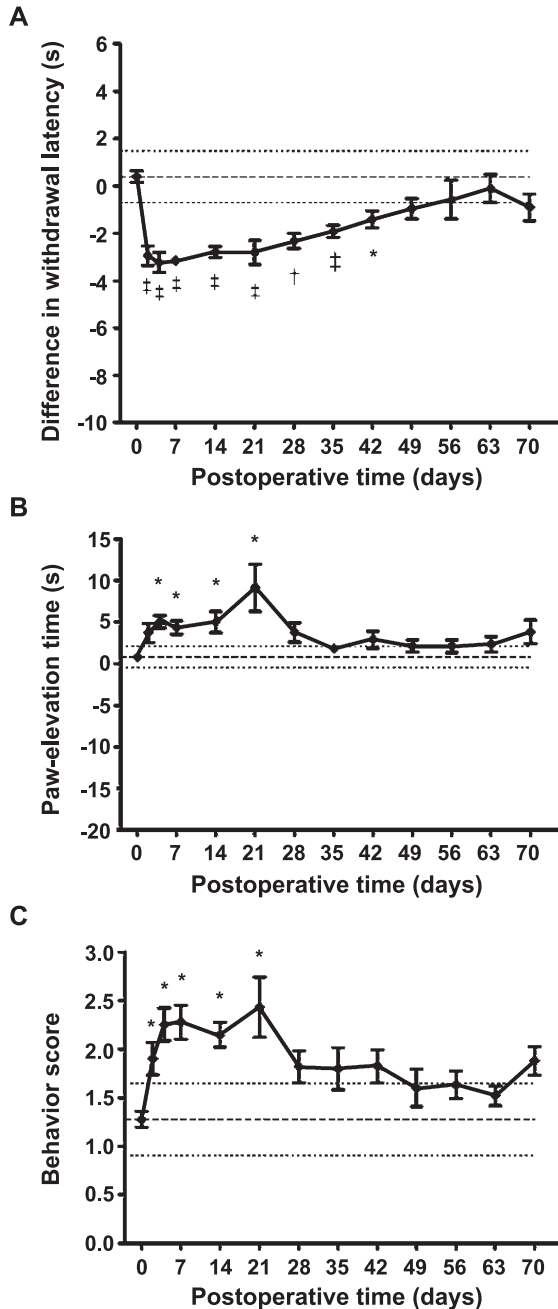 A
Difference in withdrawal latency (s)
6
4
2
0
-2
-4
-6
-8
-10
‡ ‡ ‡ ‡ ‡ † ‡ *
0 7 14 21 28 35 42 49 56 63 70
Postoperative time (days)
B
Paw-elevation time (s)
15
10
5
0
-5
-10
-15
-20
* * * *
0 7 14 21 28 35 42 49 56 63 70
Postoperative time (days)
C
Behavior score
3.0
2.5
2.0
1.5
1.0
0.5
0.0
* * * * *
0 7 14 21 28 35 42 49 56 63 70
Postoperative time (days)